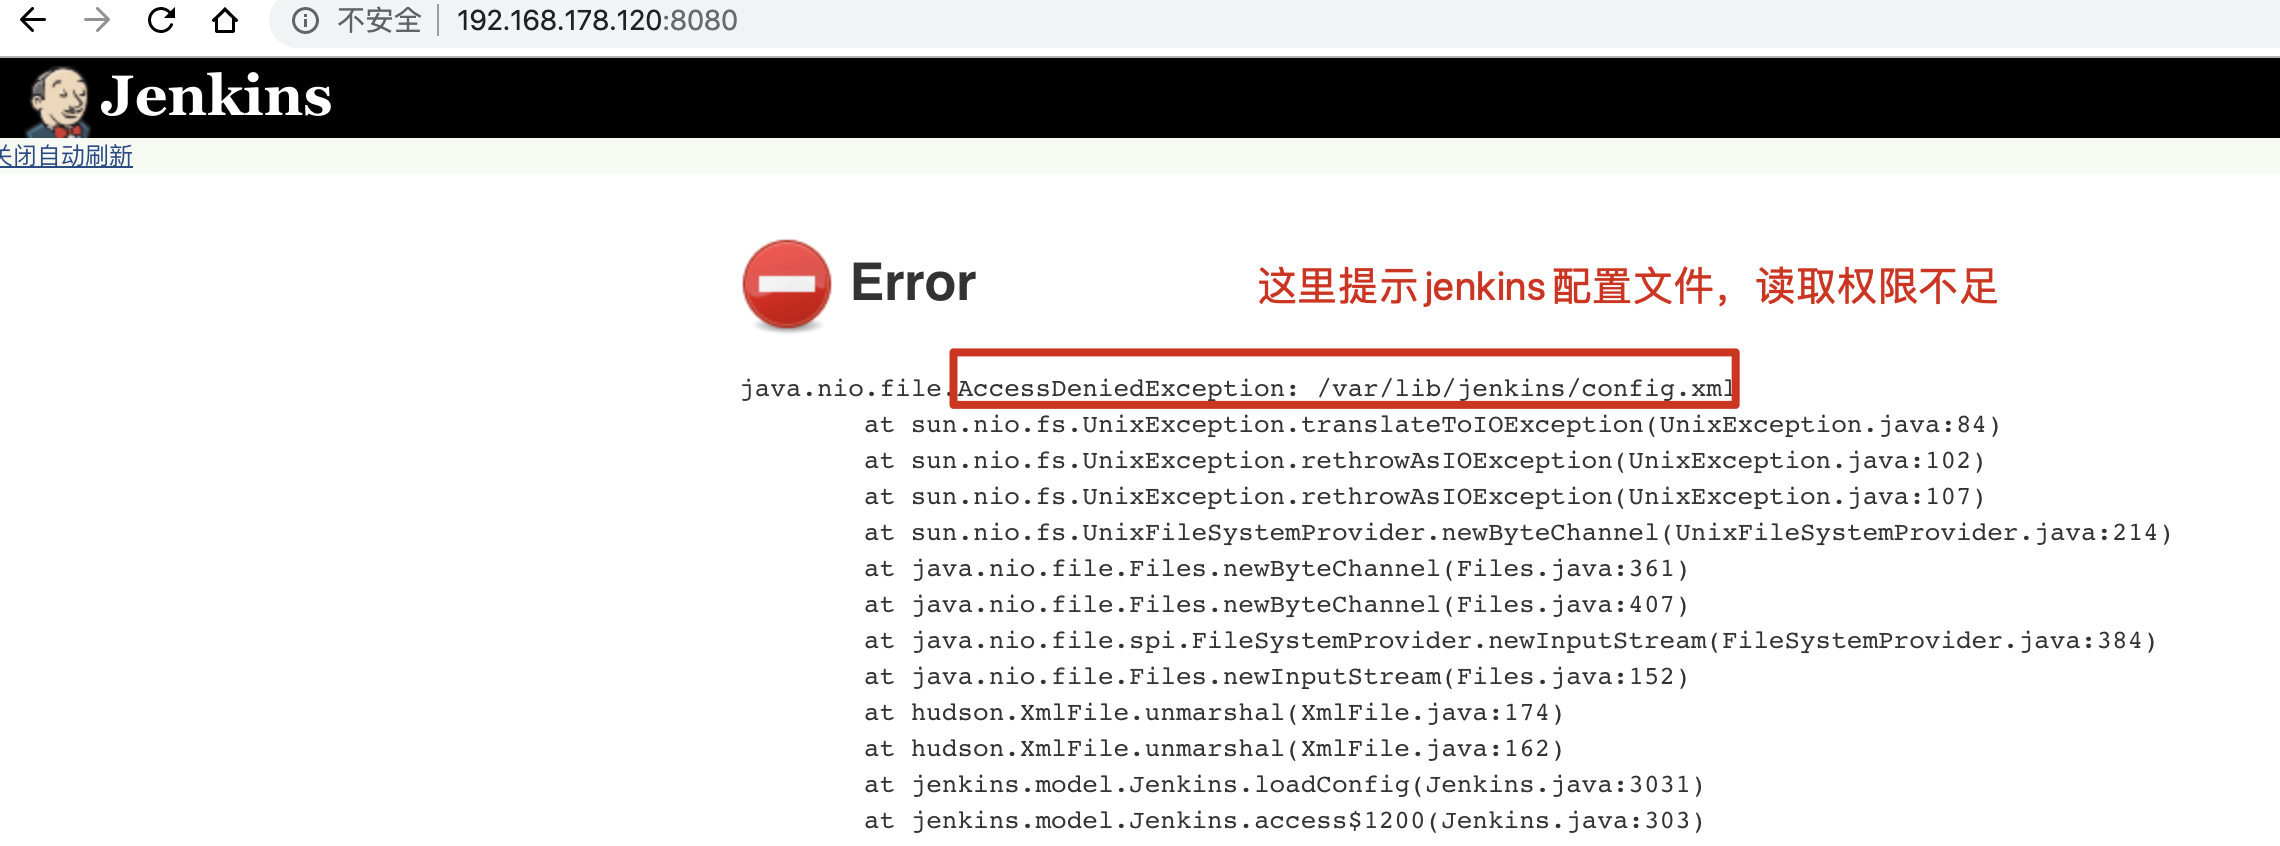 不安全 192.168.178.120:8080
Jenkins
关闭自动刷新
Error
这里提示jenkins配置文件，读取权限不足
java.nio.file.AccessDeniedException: /var/lib/jenkins/config.xml
at sun.nio.fs.UnixException.translateToIOException(UnixException.java:84)
at sun.nio.fs.UnixException.rethrowAsIOException(UnixException.java:102)
at sun.nio.fs.UnixException.rethrowAsIOException(UnixException.java:107)
at sun.nio.fs.UnixFileSystemProvider.newByteChannel(UnixFileSystemProvider.java:214)
at java.nio.file.Files.newByteChannel(Files.java:361)
at java.nio.file.Files.newByteChannel(Files.java:407)
at java.nio.file.spi.FileSystemProvider.newInputStream(FileSystemProvider.java:384)
at java.nio.file.Files.newInputStream(Files.java:152)
at hudson.XmlFile.unmarshal(XmlFile.java:174)
at hudson.XmlFile.unmarshal(XmlFile.java:162)
at jenkins.model.Jenkins.loadConfig(Jenkins.java:3031)
at jenkins.model.Jenkins.access$1200(Jenkins.java:303)